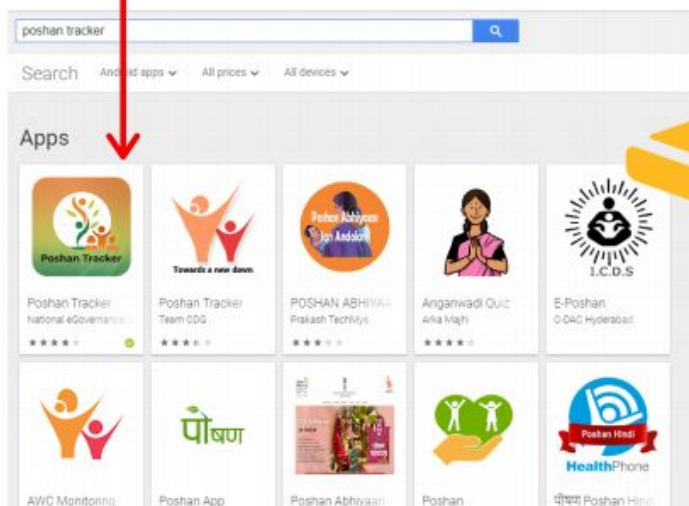 poshan tracker
Search Android apps All prices All devices
Apps
Poshan Tracker
Towards a new dawn
Poshan Abhiyaan
Jan Andolan
I.C.D.S
Poshan Tracker
National eGovernance
Poshan Tracker
Team CDG
POSHAN ABHIYAA
Prakash TechMys
Anganwadi Quiz
Arka Majhi
E-Poshan
C-DAC Hyderabad
पोषण
Poshan Hindi
HealthPhone
AWC Monitoring
Poshan App
Poshan Abhiyaan
Poshan
पोषण Poshan Hindi